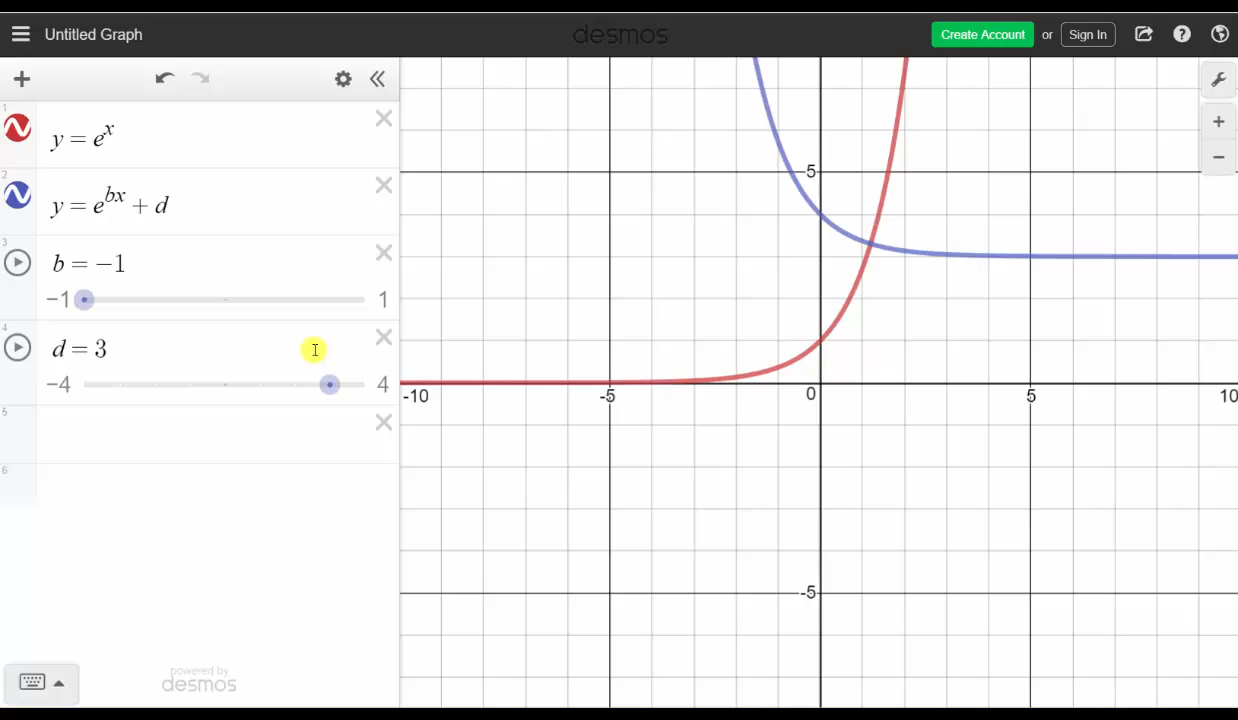 Untitled Graph
desmos
Create Account or Sign In
1
y = e^x
2
y = e^{bx} + d
3
b = −1
−1 1
4
d = 3
−4 4
5
6
powered by
desmos
5
-10 -5 0 5 10
-5